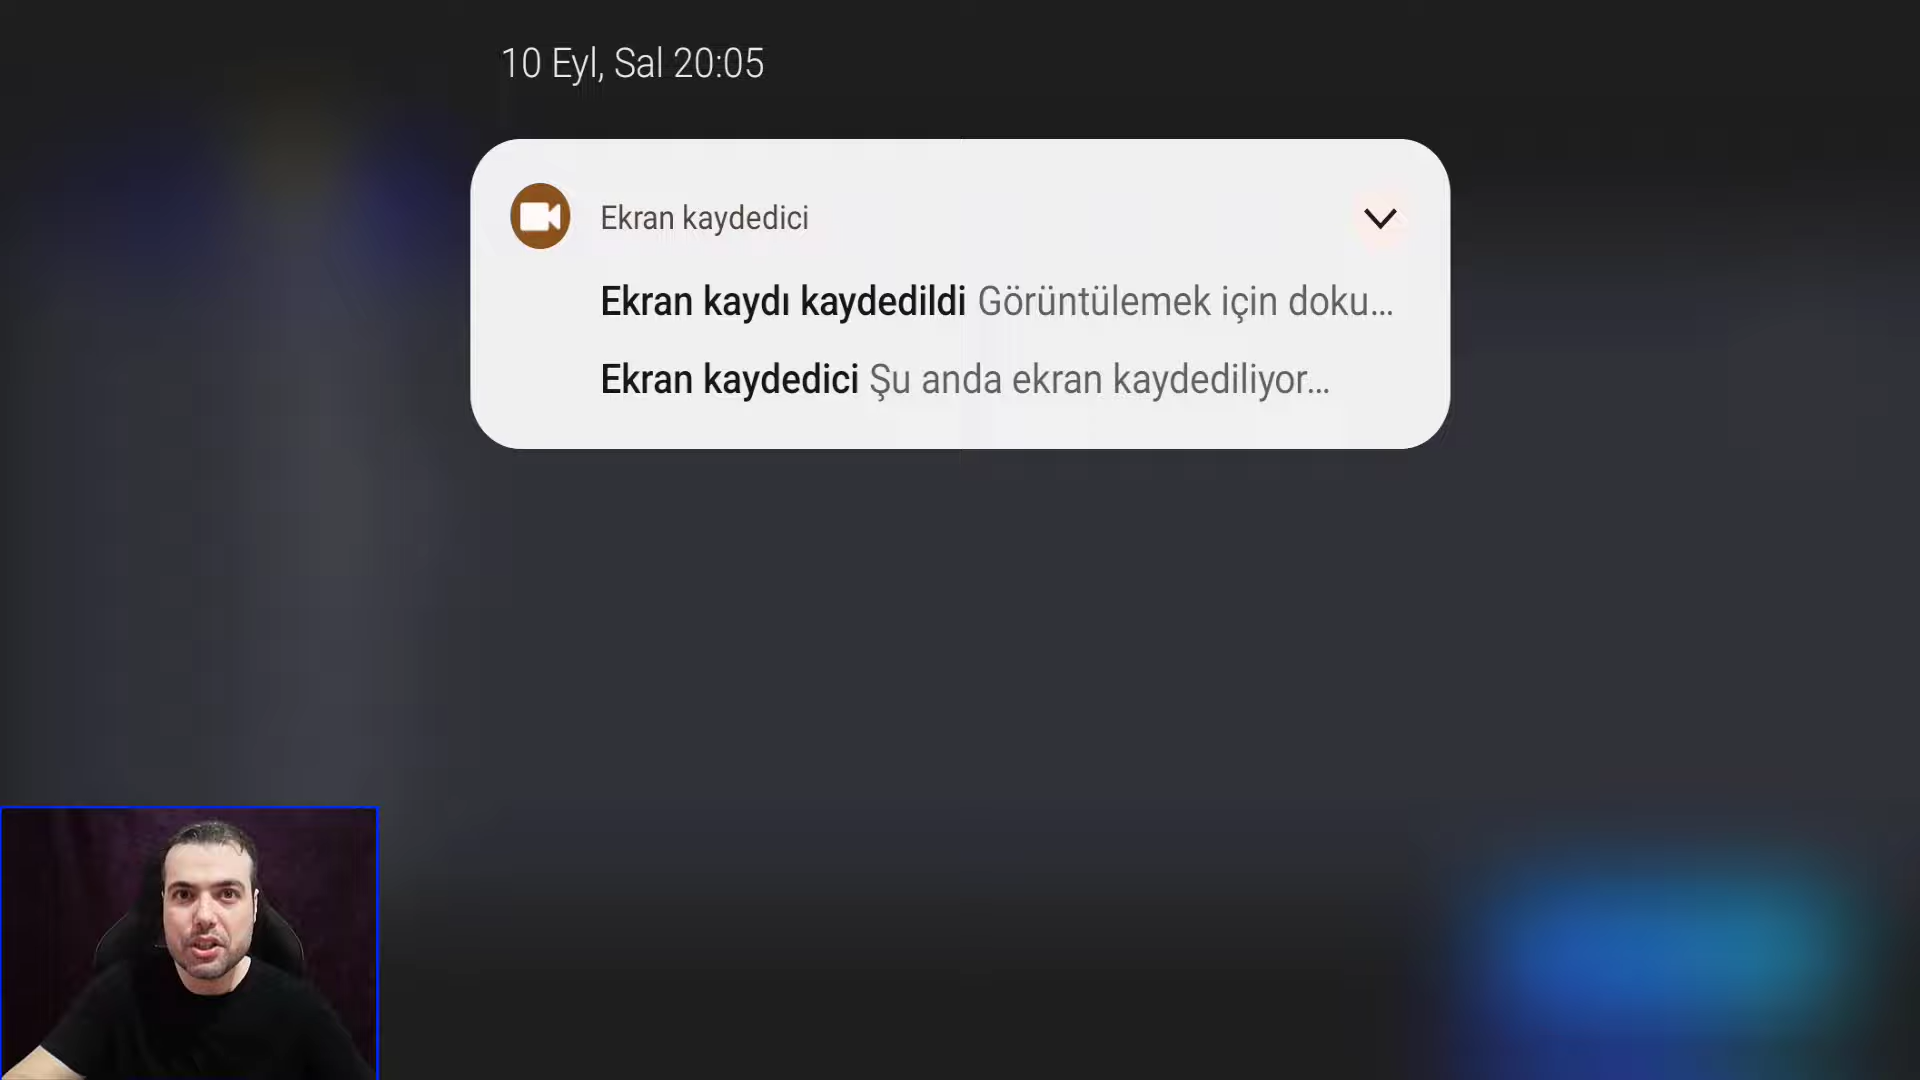 10 Eyl, Sal 20:05
Ekran kaydedici
Ekran kaydı kaydedildi Görüntülemek için doku...
Ekran kaydedici Şu anda ekran kaydediliyor...